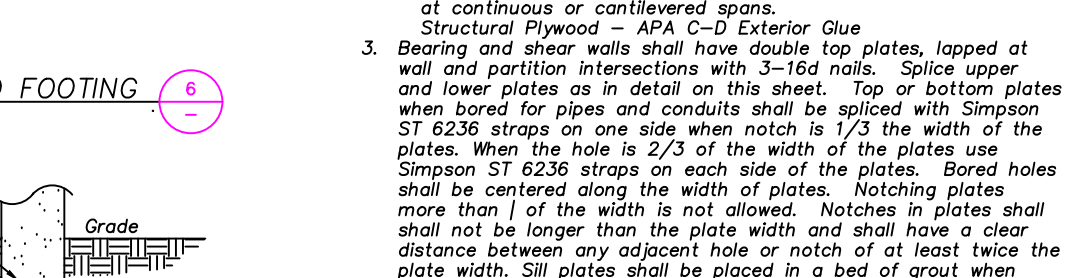 at continuous or cantilevered spans.
Structural Plywood – APA C–D Exterior Glue
3. Bearing and shear walls shall have double top plates, lapped at
wall and partition intersections with 3–16d nails. Splice upper
and lower plates as in detail on this sheet. Top or bottom plates
when bored for pipes and conduits shall be spliced with Simpson
ST 6236 straps on one side when notch is 1/3 the width of the
plates. When the hole is 2/3 of the width of the plates use
Simpson ST 6236 straps on each side of the plates. Bored holes
shall be centered along the width of plates. Notching plates
more than | of the width is not allowed. Notches in plates shall
shall not be longer than the plate width and shall have a clear
distance between any adjacent hole or notch of at least twice the
plate width. Sill plates shall be placed in a bed of grout when
) FOOTING
6
–
Grade